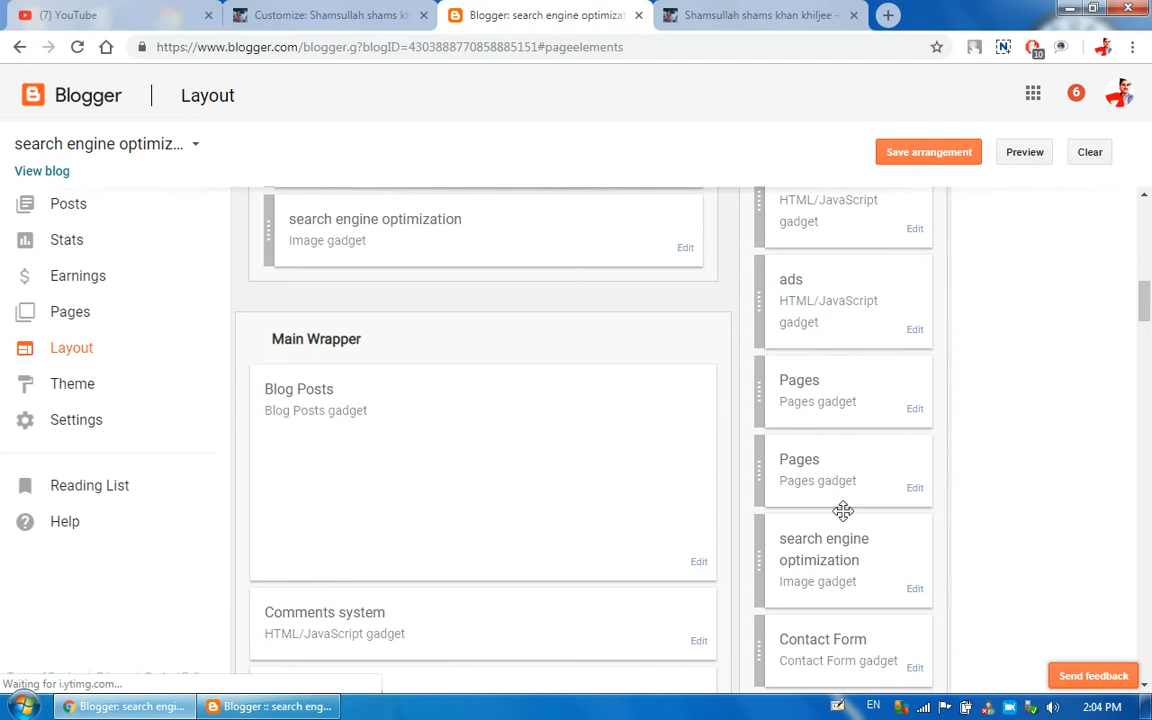 (7) YouTube
Customize: Shamsullah shams kh
Blogger: search engine optimizat
Shamsullah shams khan khiljee –
https://www.blogger.com/blogger.g?blogID=4303888770858885151#pageelements
10
Blogger
Layout
6
search engine optimiz...
View blog
Save arrangement
Preview
Clear
Posts
Stats
Earnings
Pages
Layout
Theme
Settings
Reading List
Help
search engine optimization
Image gadget
Edit
Main Wrapper
Blog Posts
Blog Posts gadget
Edit
Comments system
HTML/JavaScript gadget
Edit
HTML/JavaScript
gadget
Edit
ads
HTML/JavaScript
gadget
Edit
Pages
Pages gadget
Edit
Pages
Pages gadget
Edit
search engine
optimization
Image gadget
Edit
Contact Form
Contact Form gadget
Edit
Send feedback
Waiting for i.ytimg.com...
Blogger: search engi...
Blogger :: search eng...
EN
2:04 PM